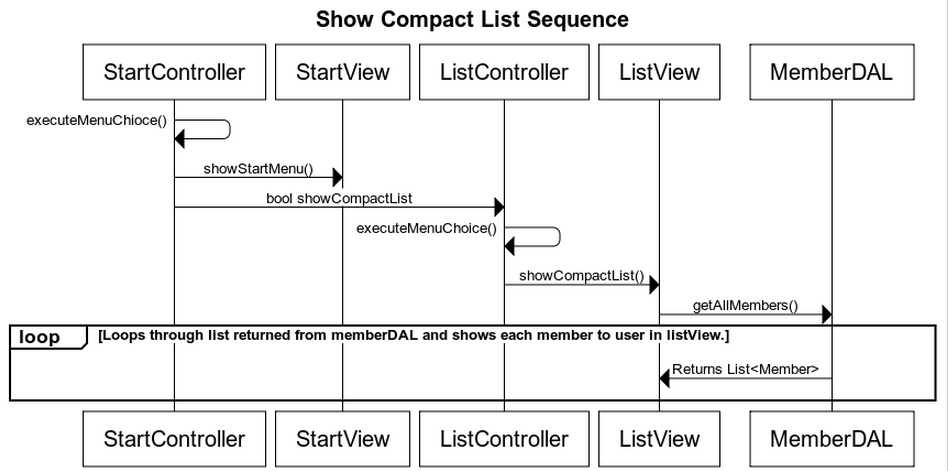 Show Compact List Sequence
StartController StartView ListController ListView MemberDAL
executeMenuChioce()
showStartMenu()
bool showCompactList
executeMenuChoice()
showCompactList()
getAllMembers()
loop [Loops through list returned from memberDAL and shows each member to user in listView.]
Returns List<Member>
StartController StartView ListController ListView MemberDAL